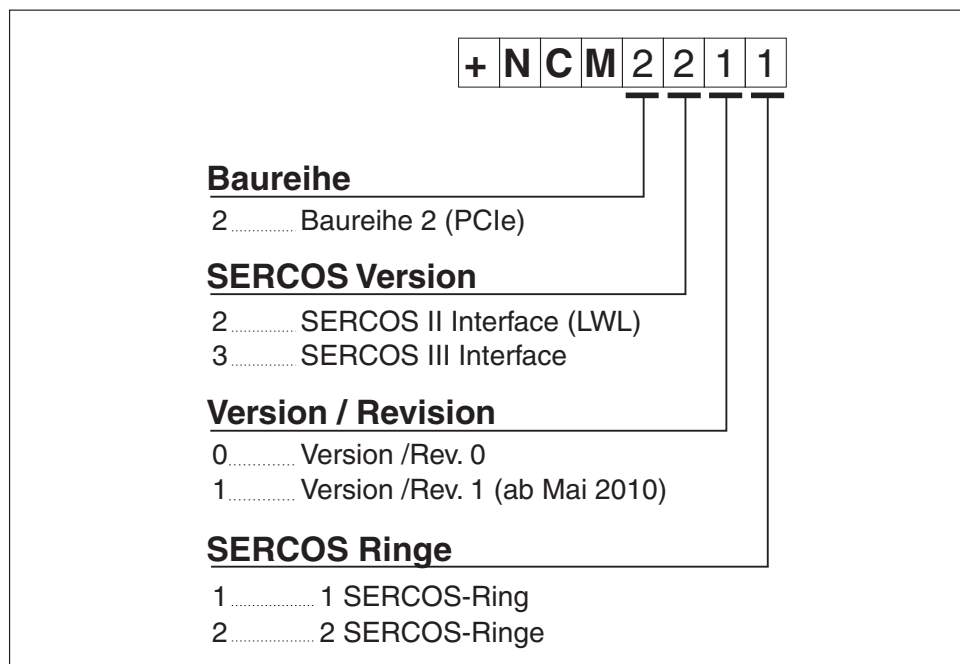 +NCM2211
Baureihe
2 Baureihe 2 (PCIe)
SERCOS Version
2 SERCOS II Interface (LWL)
3 SERCOS III Interface
Version / Revision
0 Version /Rev. 0
1 Version /Rev. 1 (ab Mai 2010)
SERCOS Ringe
1 1 SERCOS-Ring
2 2 SERCOS-Ringe